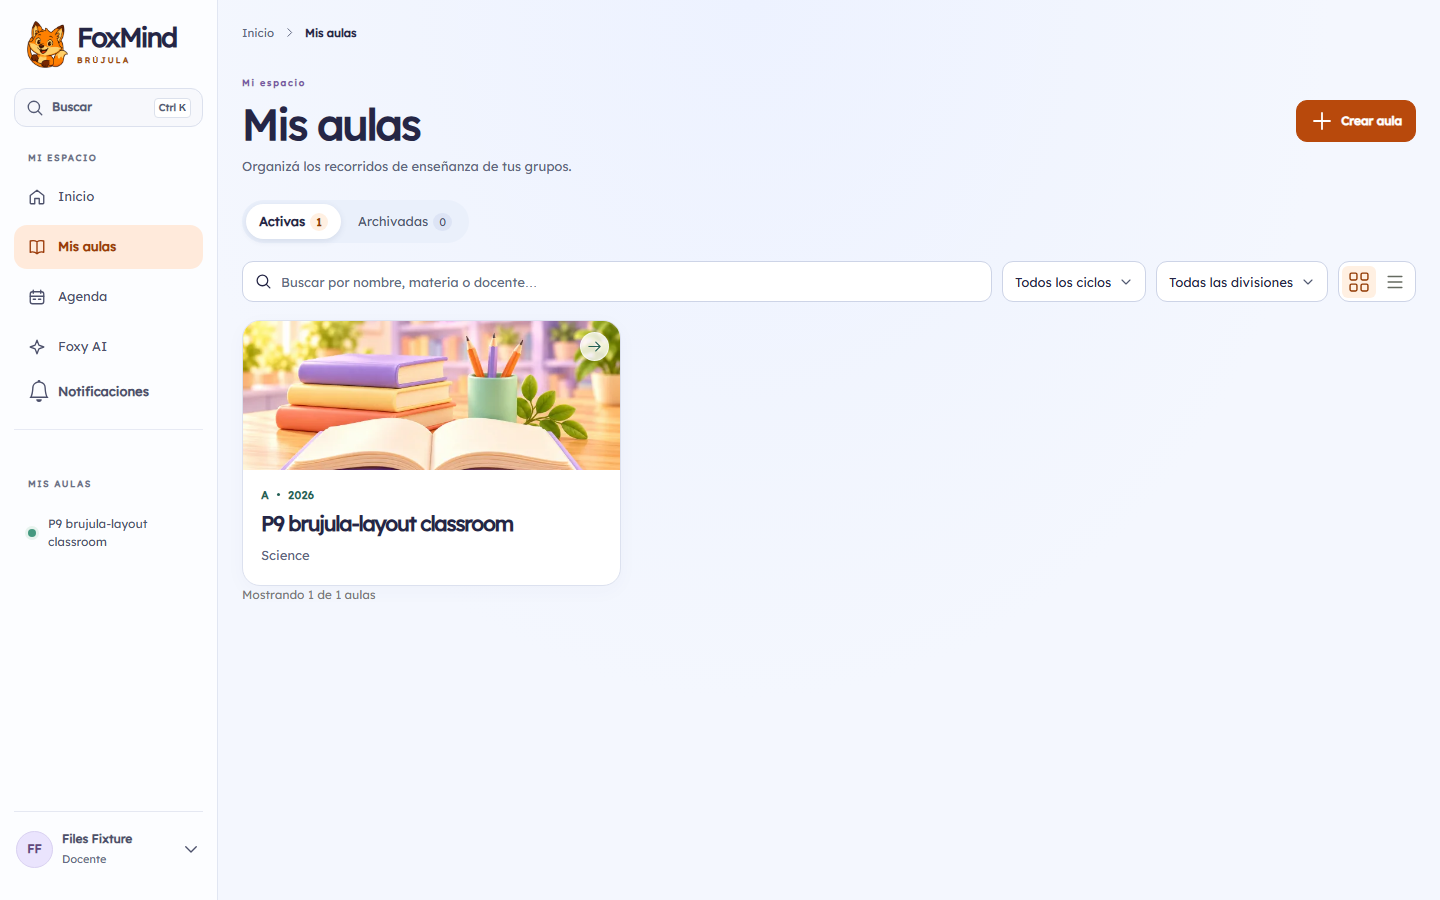 FoxMind
BRÚJULA
Buscar
Ctrl K
MI ESPACIO
Inicio
Mis aulas
Agenda
Foxy AI
Notificaciones
MIS AULAS
P9 brujula-layout
classroom
FF
Files Fixture
Docente
Inicio
Mis aulas
Mi espacio
Mis aulas
Organizá los recorridos de enseñanza de tus grupos.
Crear aula
Activas 1
Archivadas 0
Buscar por nombre, materia o docente...
Todos los ciclos
Todas las divisiones
A • 2026
P9 brujula-layout classroom
Science
Mostrando 1 de 1 aulas